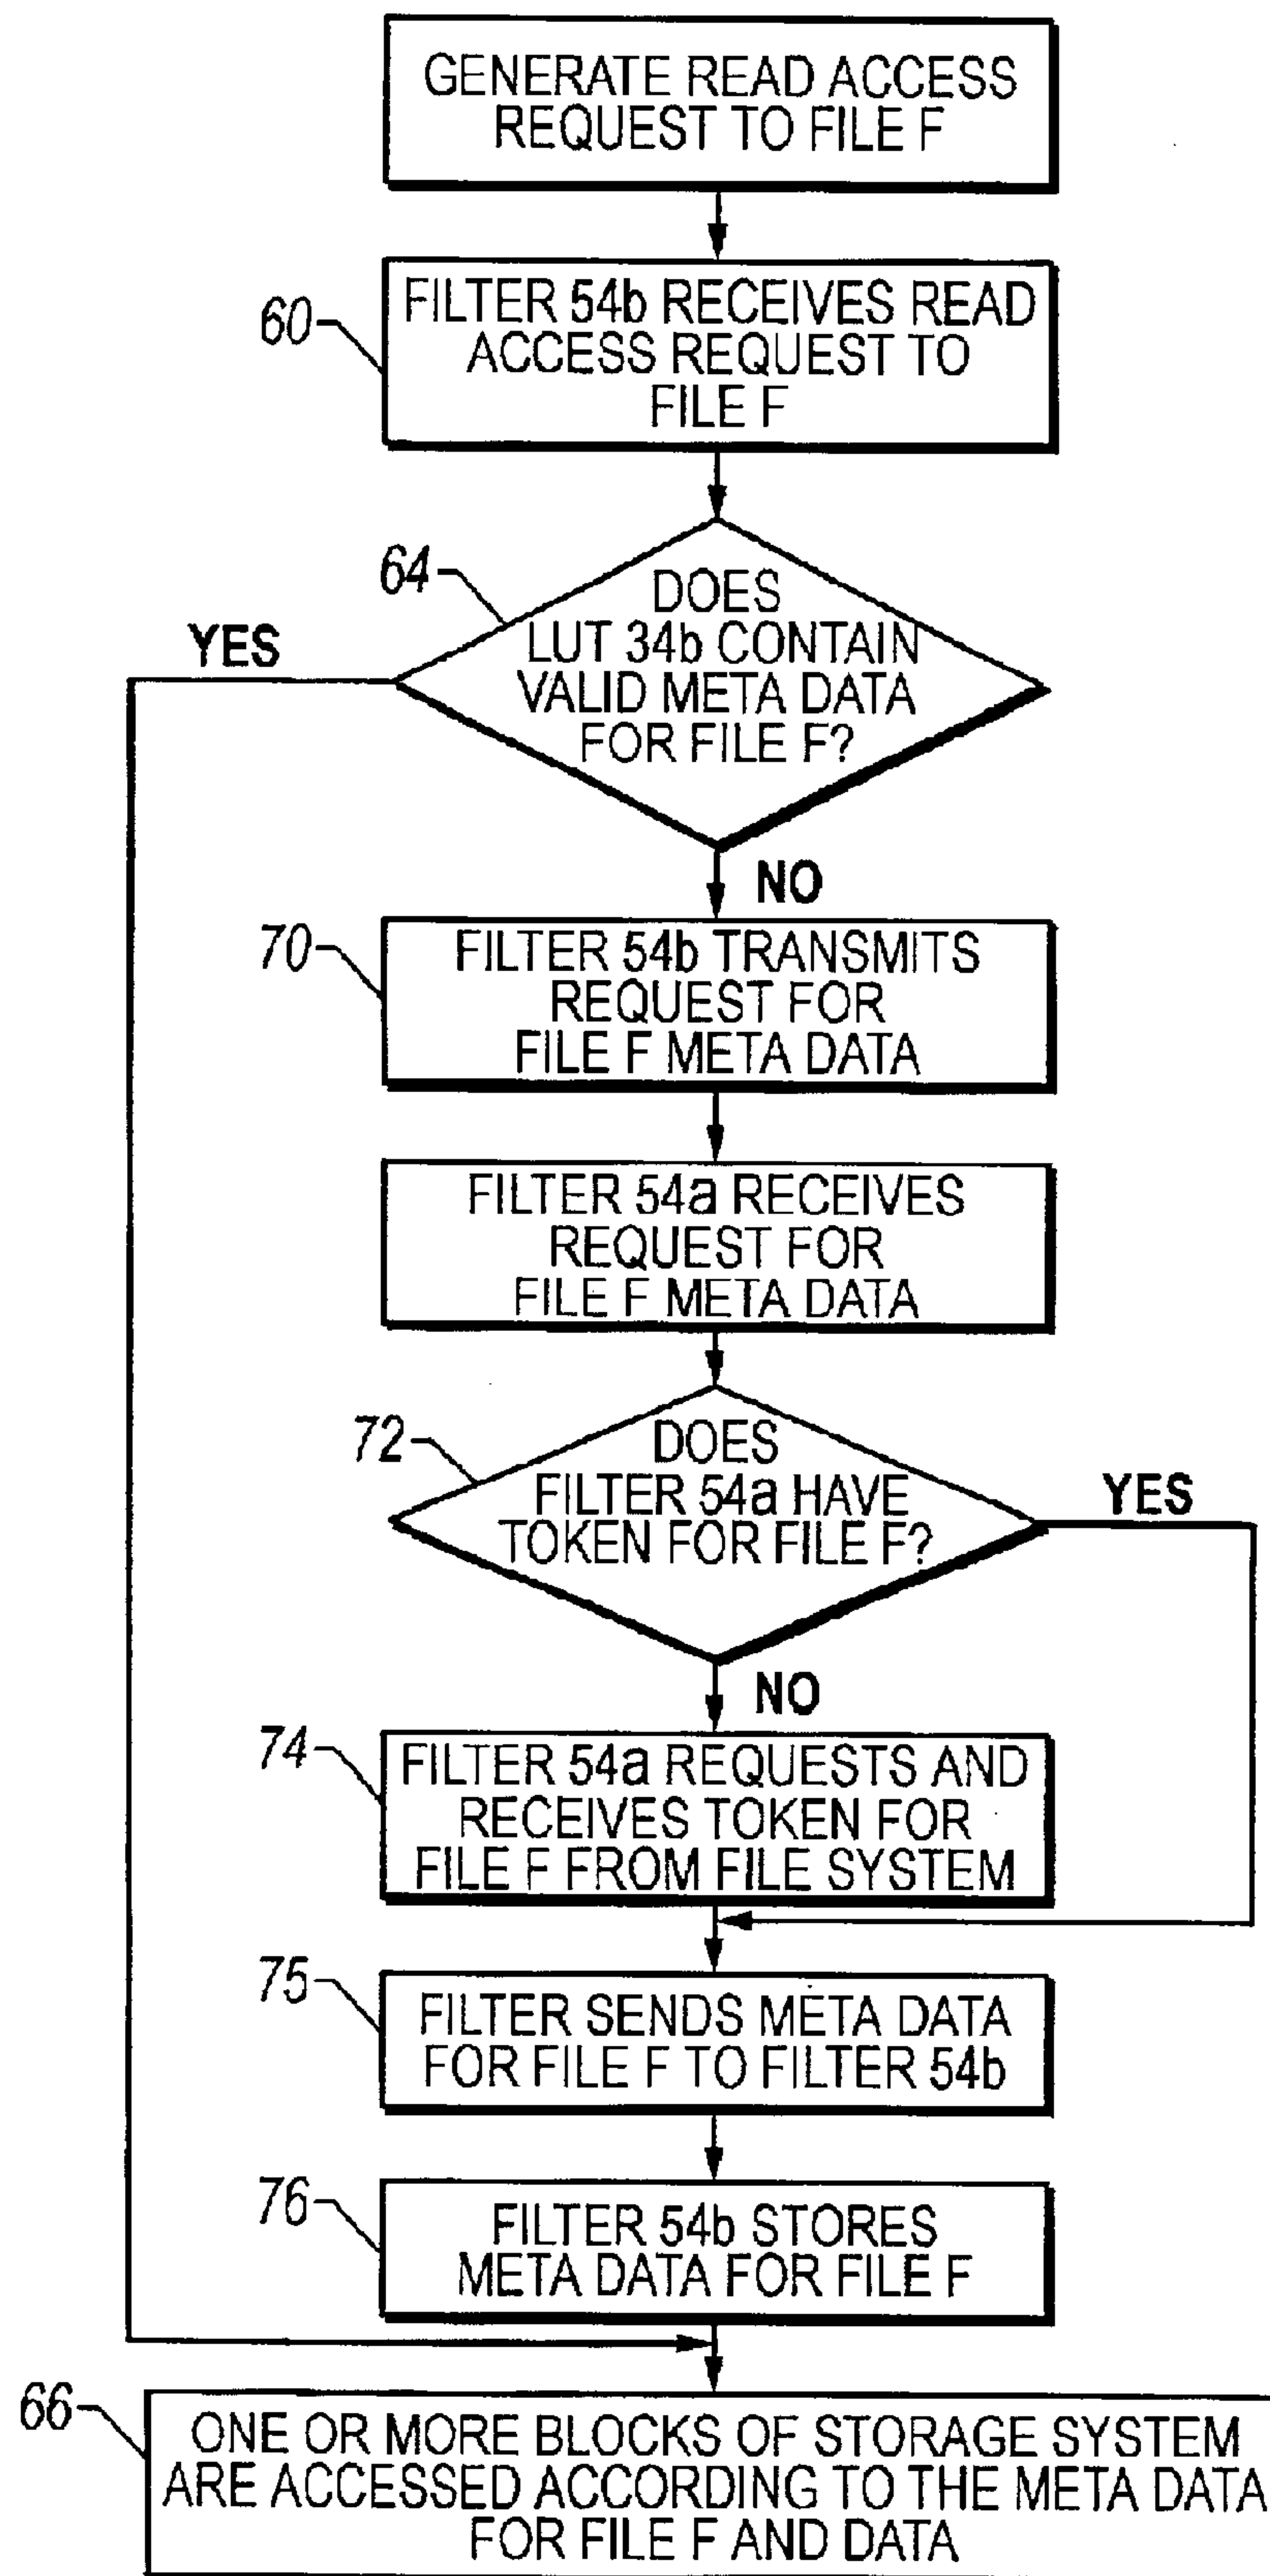 GENERATE READ ACCESS
REQUEST TO FILE F
60
FILTER 54b RECEIVES READ
ACCESS REQUEST TO
FILE F
64
DOES
LUT 34b CONTAIN
VALID META DATA
FOR FILE F?
YES
NO
70
FILTER 54b TRANSMITS
REQUEST FOR
FILE F META DATA
FILTER 54a RECEIVES
REQUEST FOR
FILE F META DATA
72
DOES
FILTER 54a HAVE
TOKEN FOR FILE F?
YES
NO
74
FILTER 54a REQUESTS AND
RECEIVES TOKEN FOR
FILE F FROM FILE SYSTEM
75
FILTER SENDS META DATA
FOR FILE F TO FILTER 54b
76
FILTER 54b STORES
META DATA FOR FILE F
66
ONE OR MORE BLOCKS OF STORAGE SYSTEM
ARE ACCESSED ACCORDING TO THE META DATA
FOR FILE F AND DATA